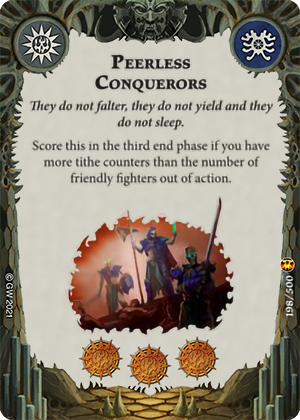 PEERLESS
CONQUERORS
They do not falter, they do not yield and they
do not sleep.
Score this in the third end phase if you have
more tithe counters than the number of
friendly fighters out of action.
© GW 2021
198/500